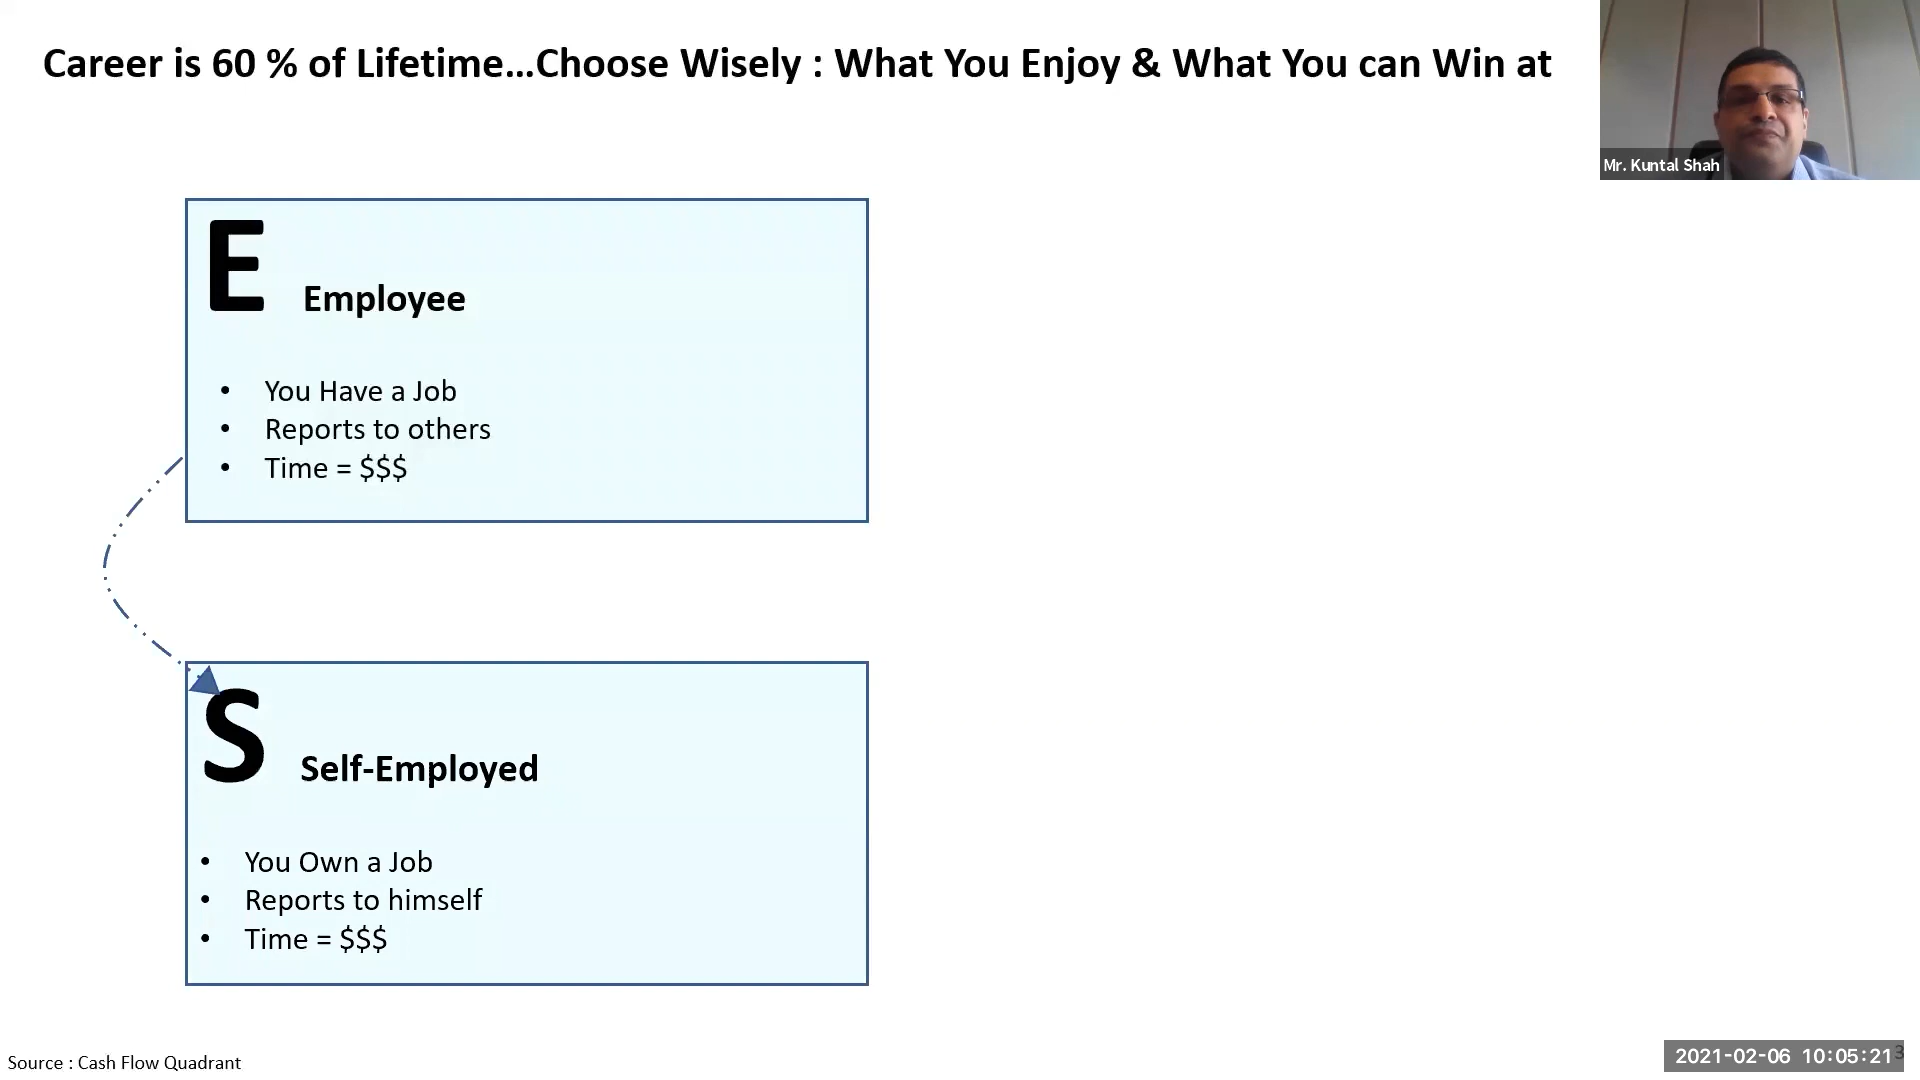 Career is 60 % of Lifetime...Choose Wisely : What You Enjoy & What You can Win at
Mr. Kuntal Shah
E Employee
• You Have a Job
• Reports to others
• Time = $$$
S Self-Employed
• You Own a Job
• Reports to himself
• Time = $$$
Source : Cash Flow Quadrant
2021-02-06 10:05:21
3